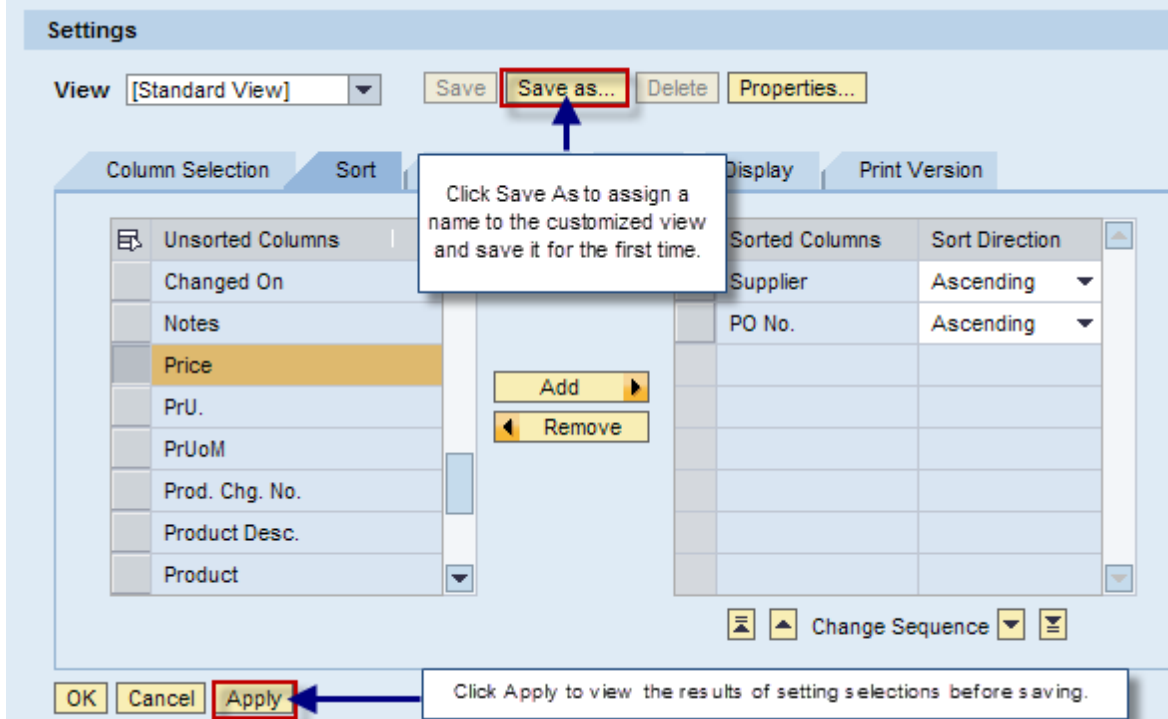 Settings
View [Standard View] Save Save as... Delete Properties...
Column Selection Sort Display Print Version
Click Save As to assign a
name to the customized view
and save it for the first time.
Unsorted Columns Sorted Columns Sort Direction
Changed On Supplier Ascending
Notes PO No. Ascending
Price
PrU.
Add
PrUoM
Remove
Prod. Chg. No.
Product Desc.
Product
Change Sequence
OK Cancel Apply Click Apply to view the results of setting selections before saving.